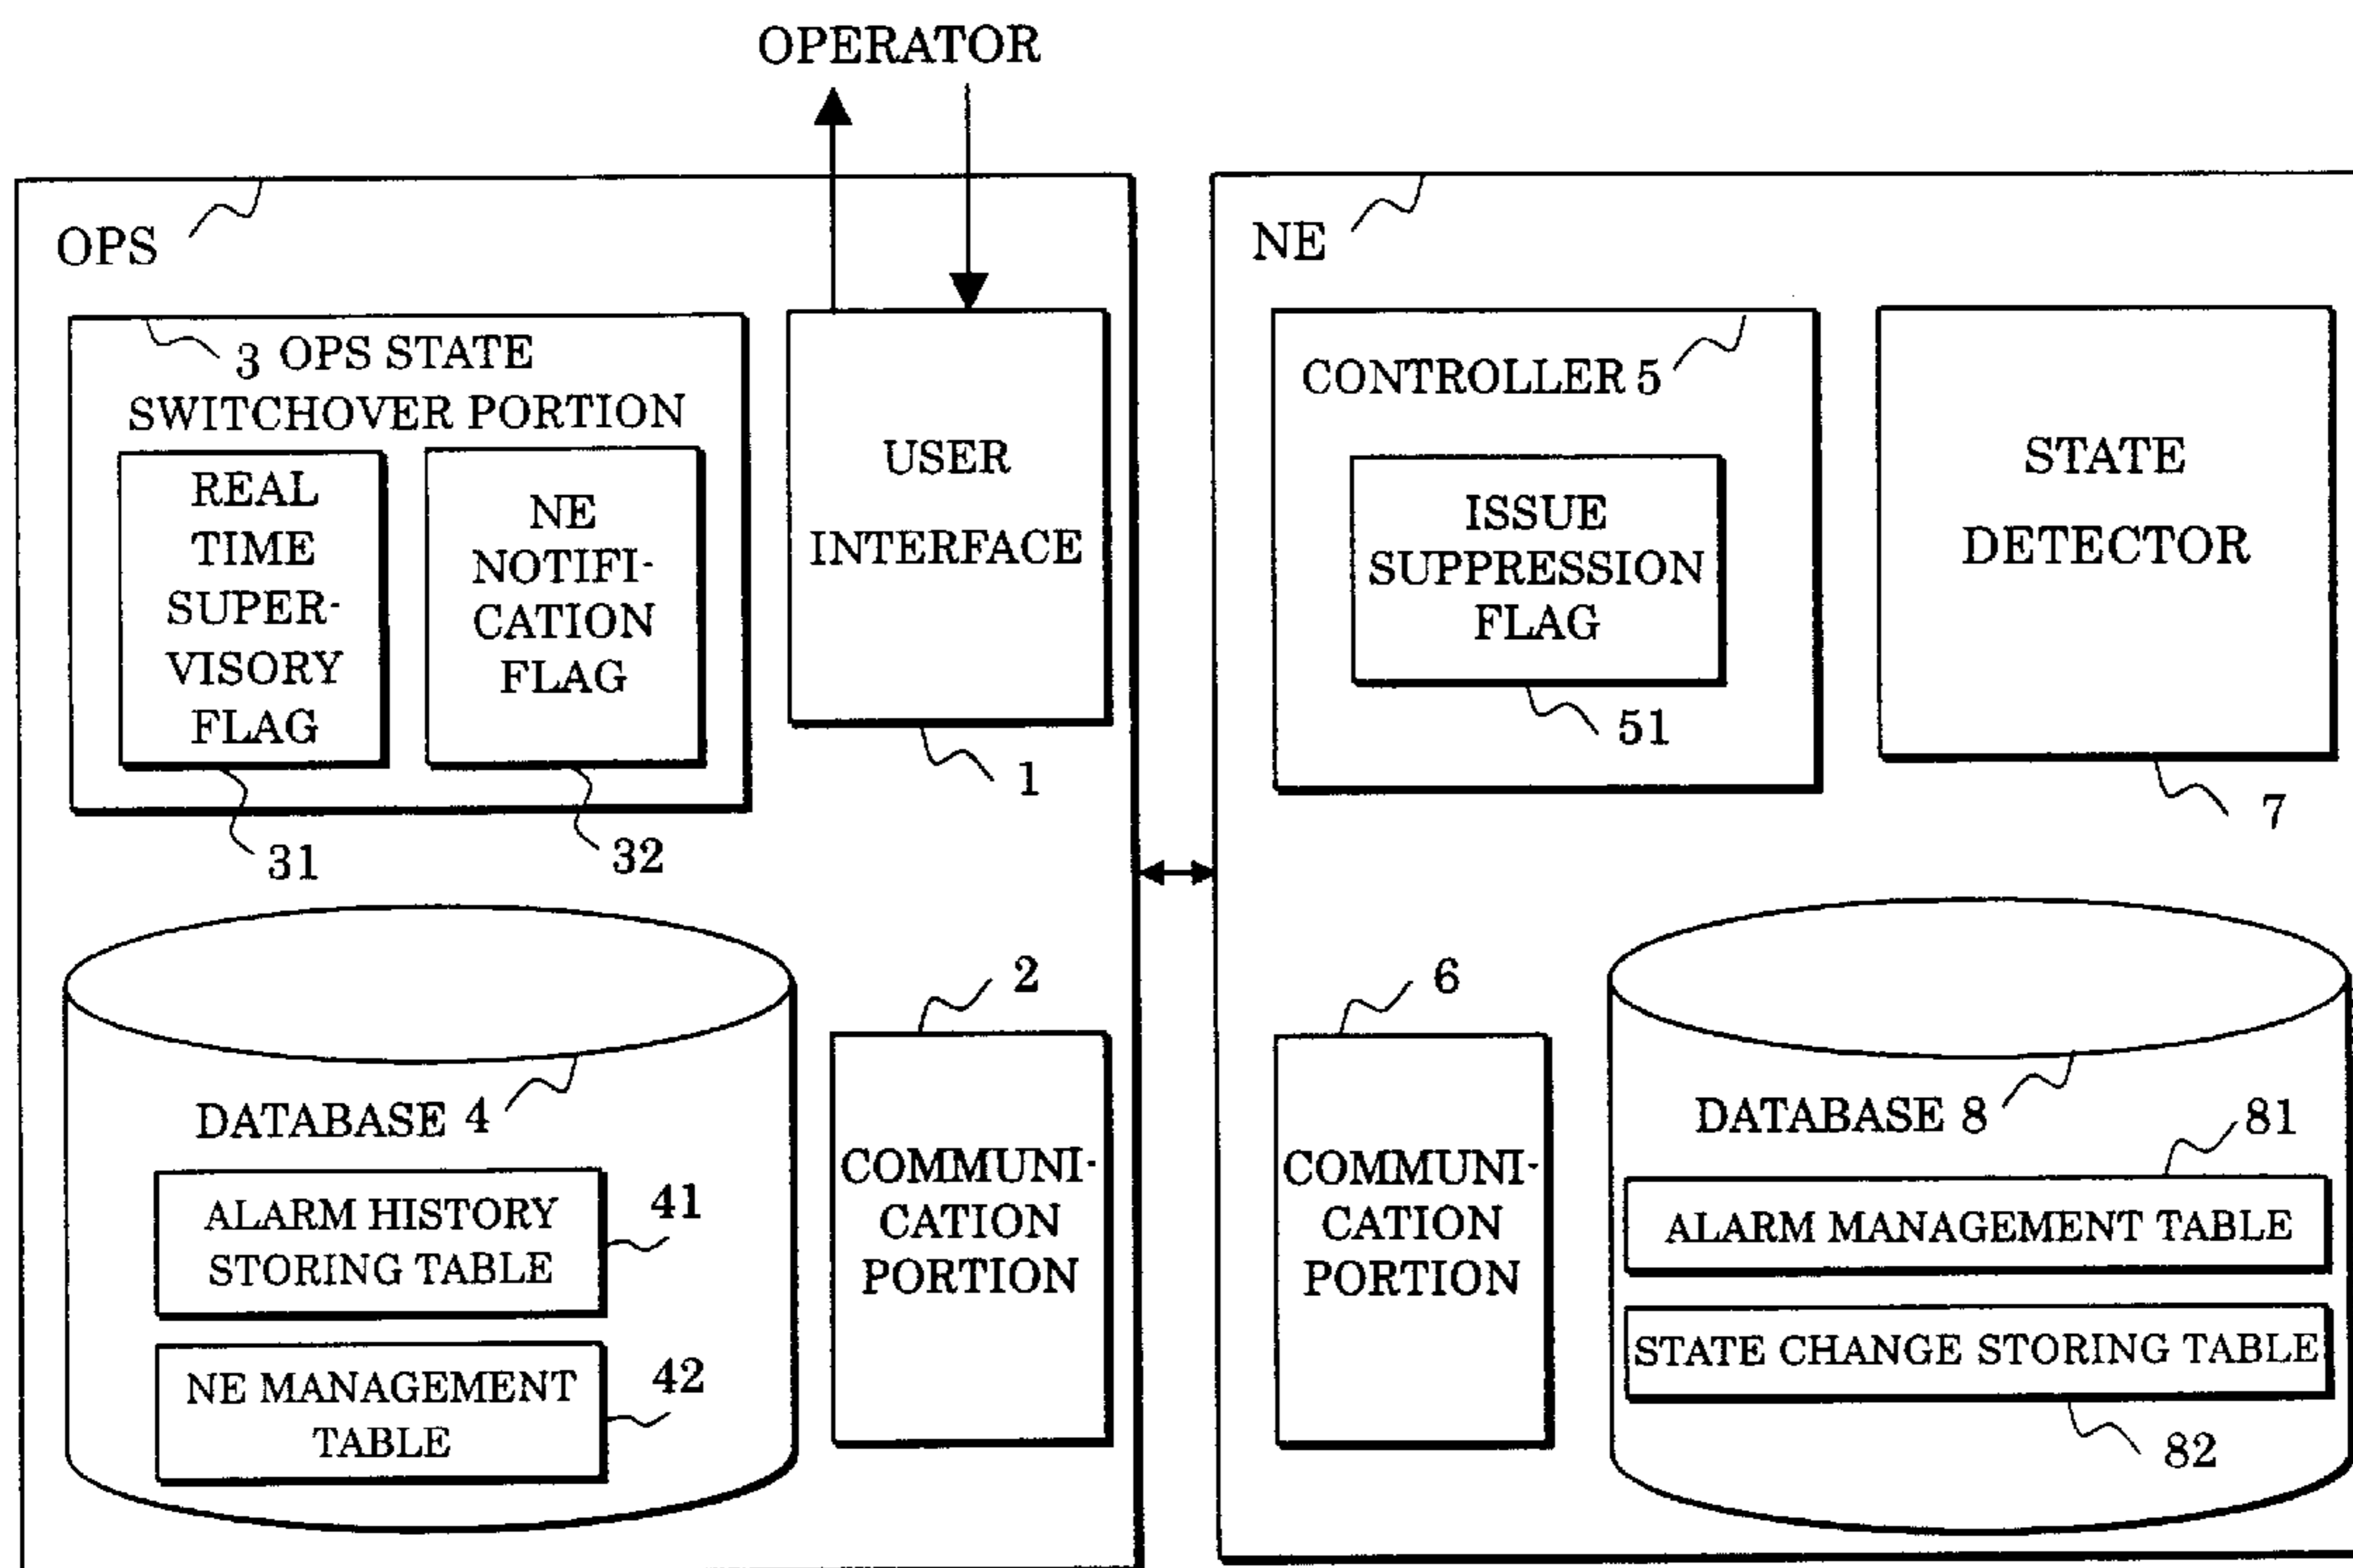 OPERATOR
OPS
3 OPS STATE
SWITCHOVER PORTION
REAL
TIME
SUPER-
VISORY
FLAG
31
NE
NOTIFI-
CATION
FLAG
32
USER
INTERFACE
1
DATABASE 4
ALARM HISTORY
STORING TABLE
41
NE MANAGEMENT
TABLE
42
2
COMMUNI-
CATION
PORTION
NE
CONTROLLER 5
ISSUE
SUPPRESSION
FLAG
51
STATE
DETECTOR
7
6
COMMUNI-
CATION
PORTION
DATABASE 8
81
ALARM MANAGEMENT TABLE
STATE CHANGE STORING TABLE
82